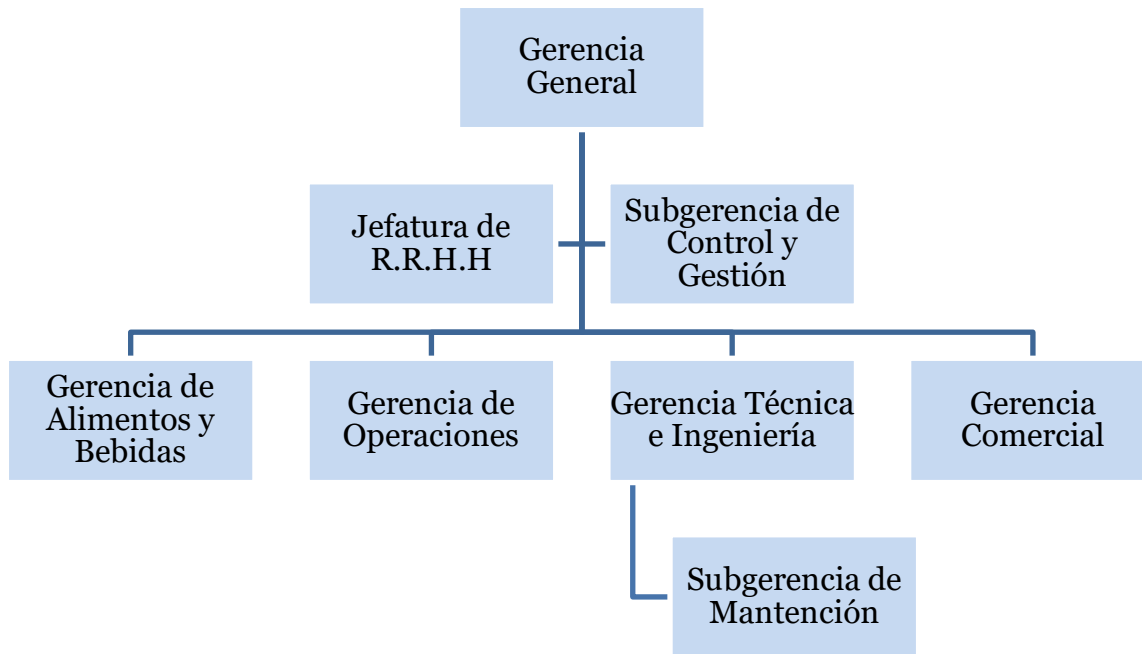 Gerencia
General
Jefatura de
R.R.H.H
Subgerencia de
Control y
Gestión
Gerencia de
Alimentos y
Bebidas
Gerencia de
Operaciones
Gerencia Técnica
e Ingeniería
Gerencia
Comercial
Subgerencia de
Mantención